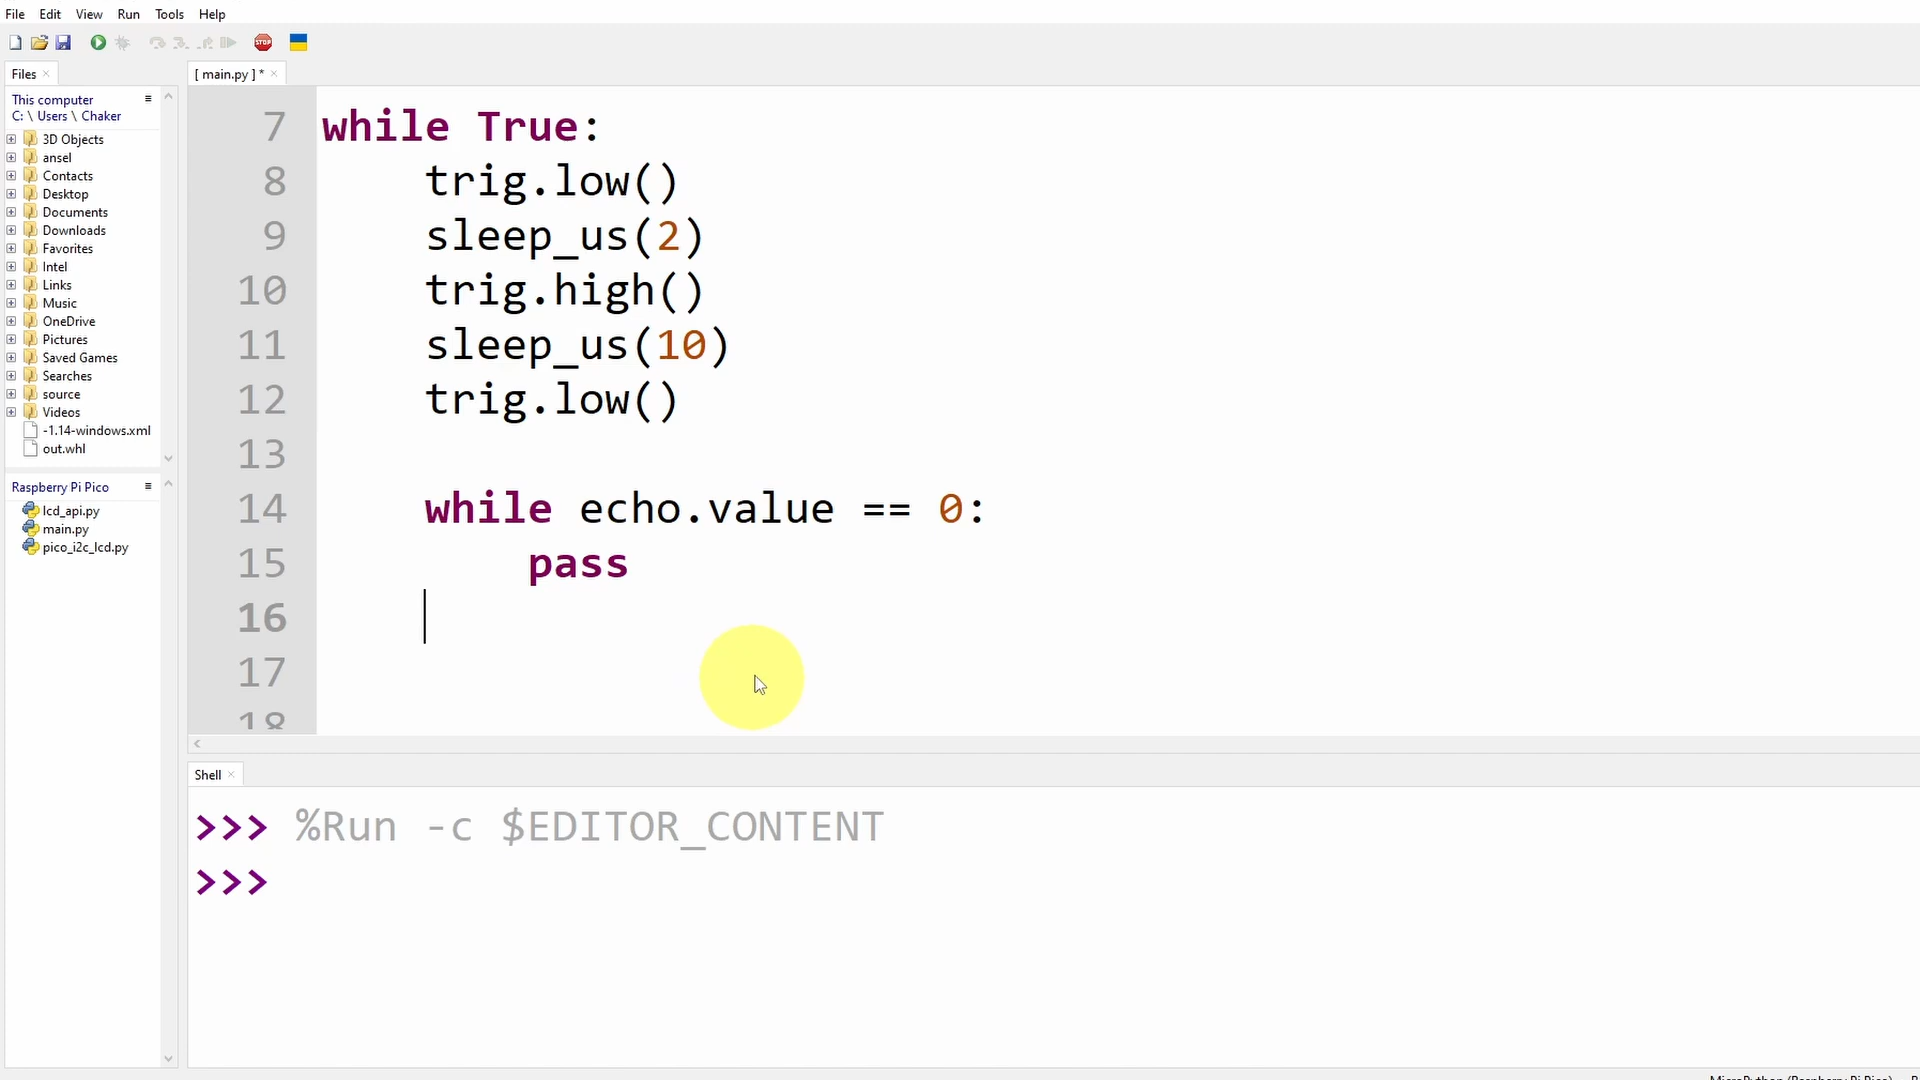 File Edit View Run Tools Help
STOP
Files
[ main.py ] *
This computer
C: \ Users \ Chaker
3D Objects
ansel
Contacts
Desktop
Documents
Downloads
Favorites
Intel
Links
Music
OneDrive
Pictures
Saved Games
Searches
source
Videos
-1.14-windows.xml
out.whl
Raspberry Pi Pico
lcd_api.py
main.py
pico_i2c_lcd.py
7 while True:
8 trig.low()
9 sleep_us(2)
10 trig.high()
11 sleep_us(10)
12 trig.low()
13
14 while echo.value == 0:
15 pass
16
17
18
Shell
>>> %Run -c $EDITOR_CONTENT
>>>
MicroPython (Raspberry Pi Pico)